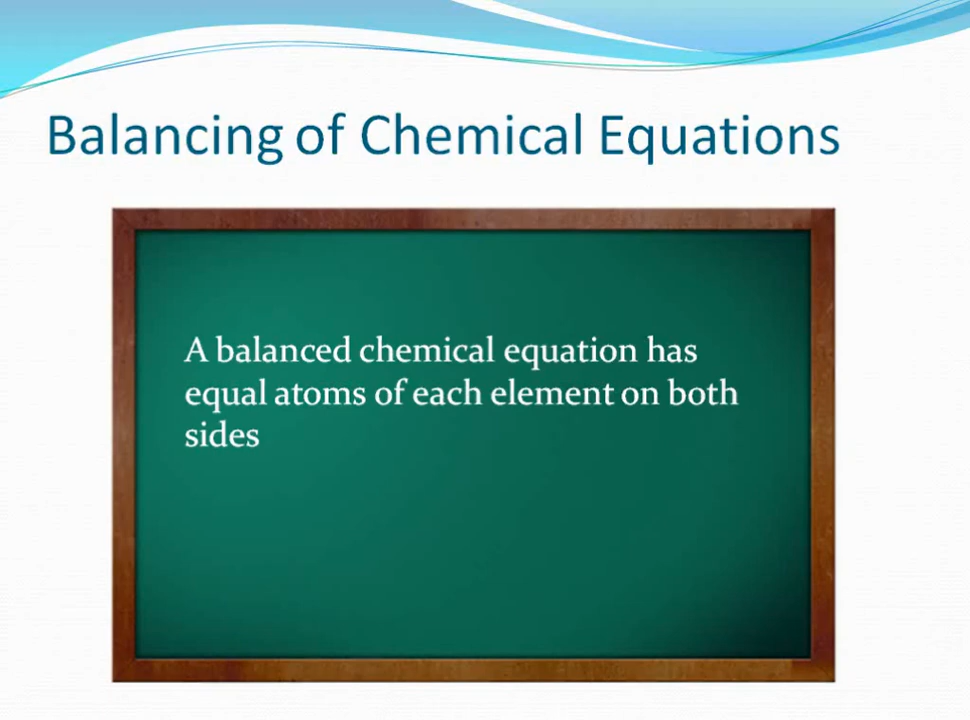 Balancing of Chemical Equations
A balanced chemical equation has
equal atoms of each element on both
sides